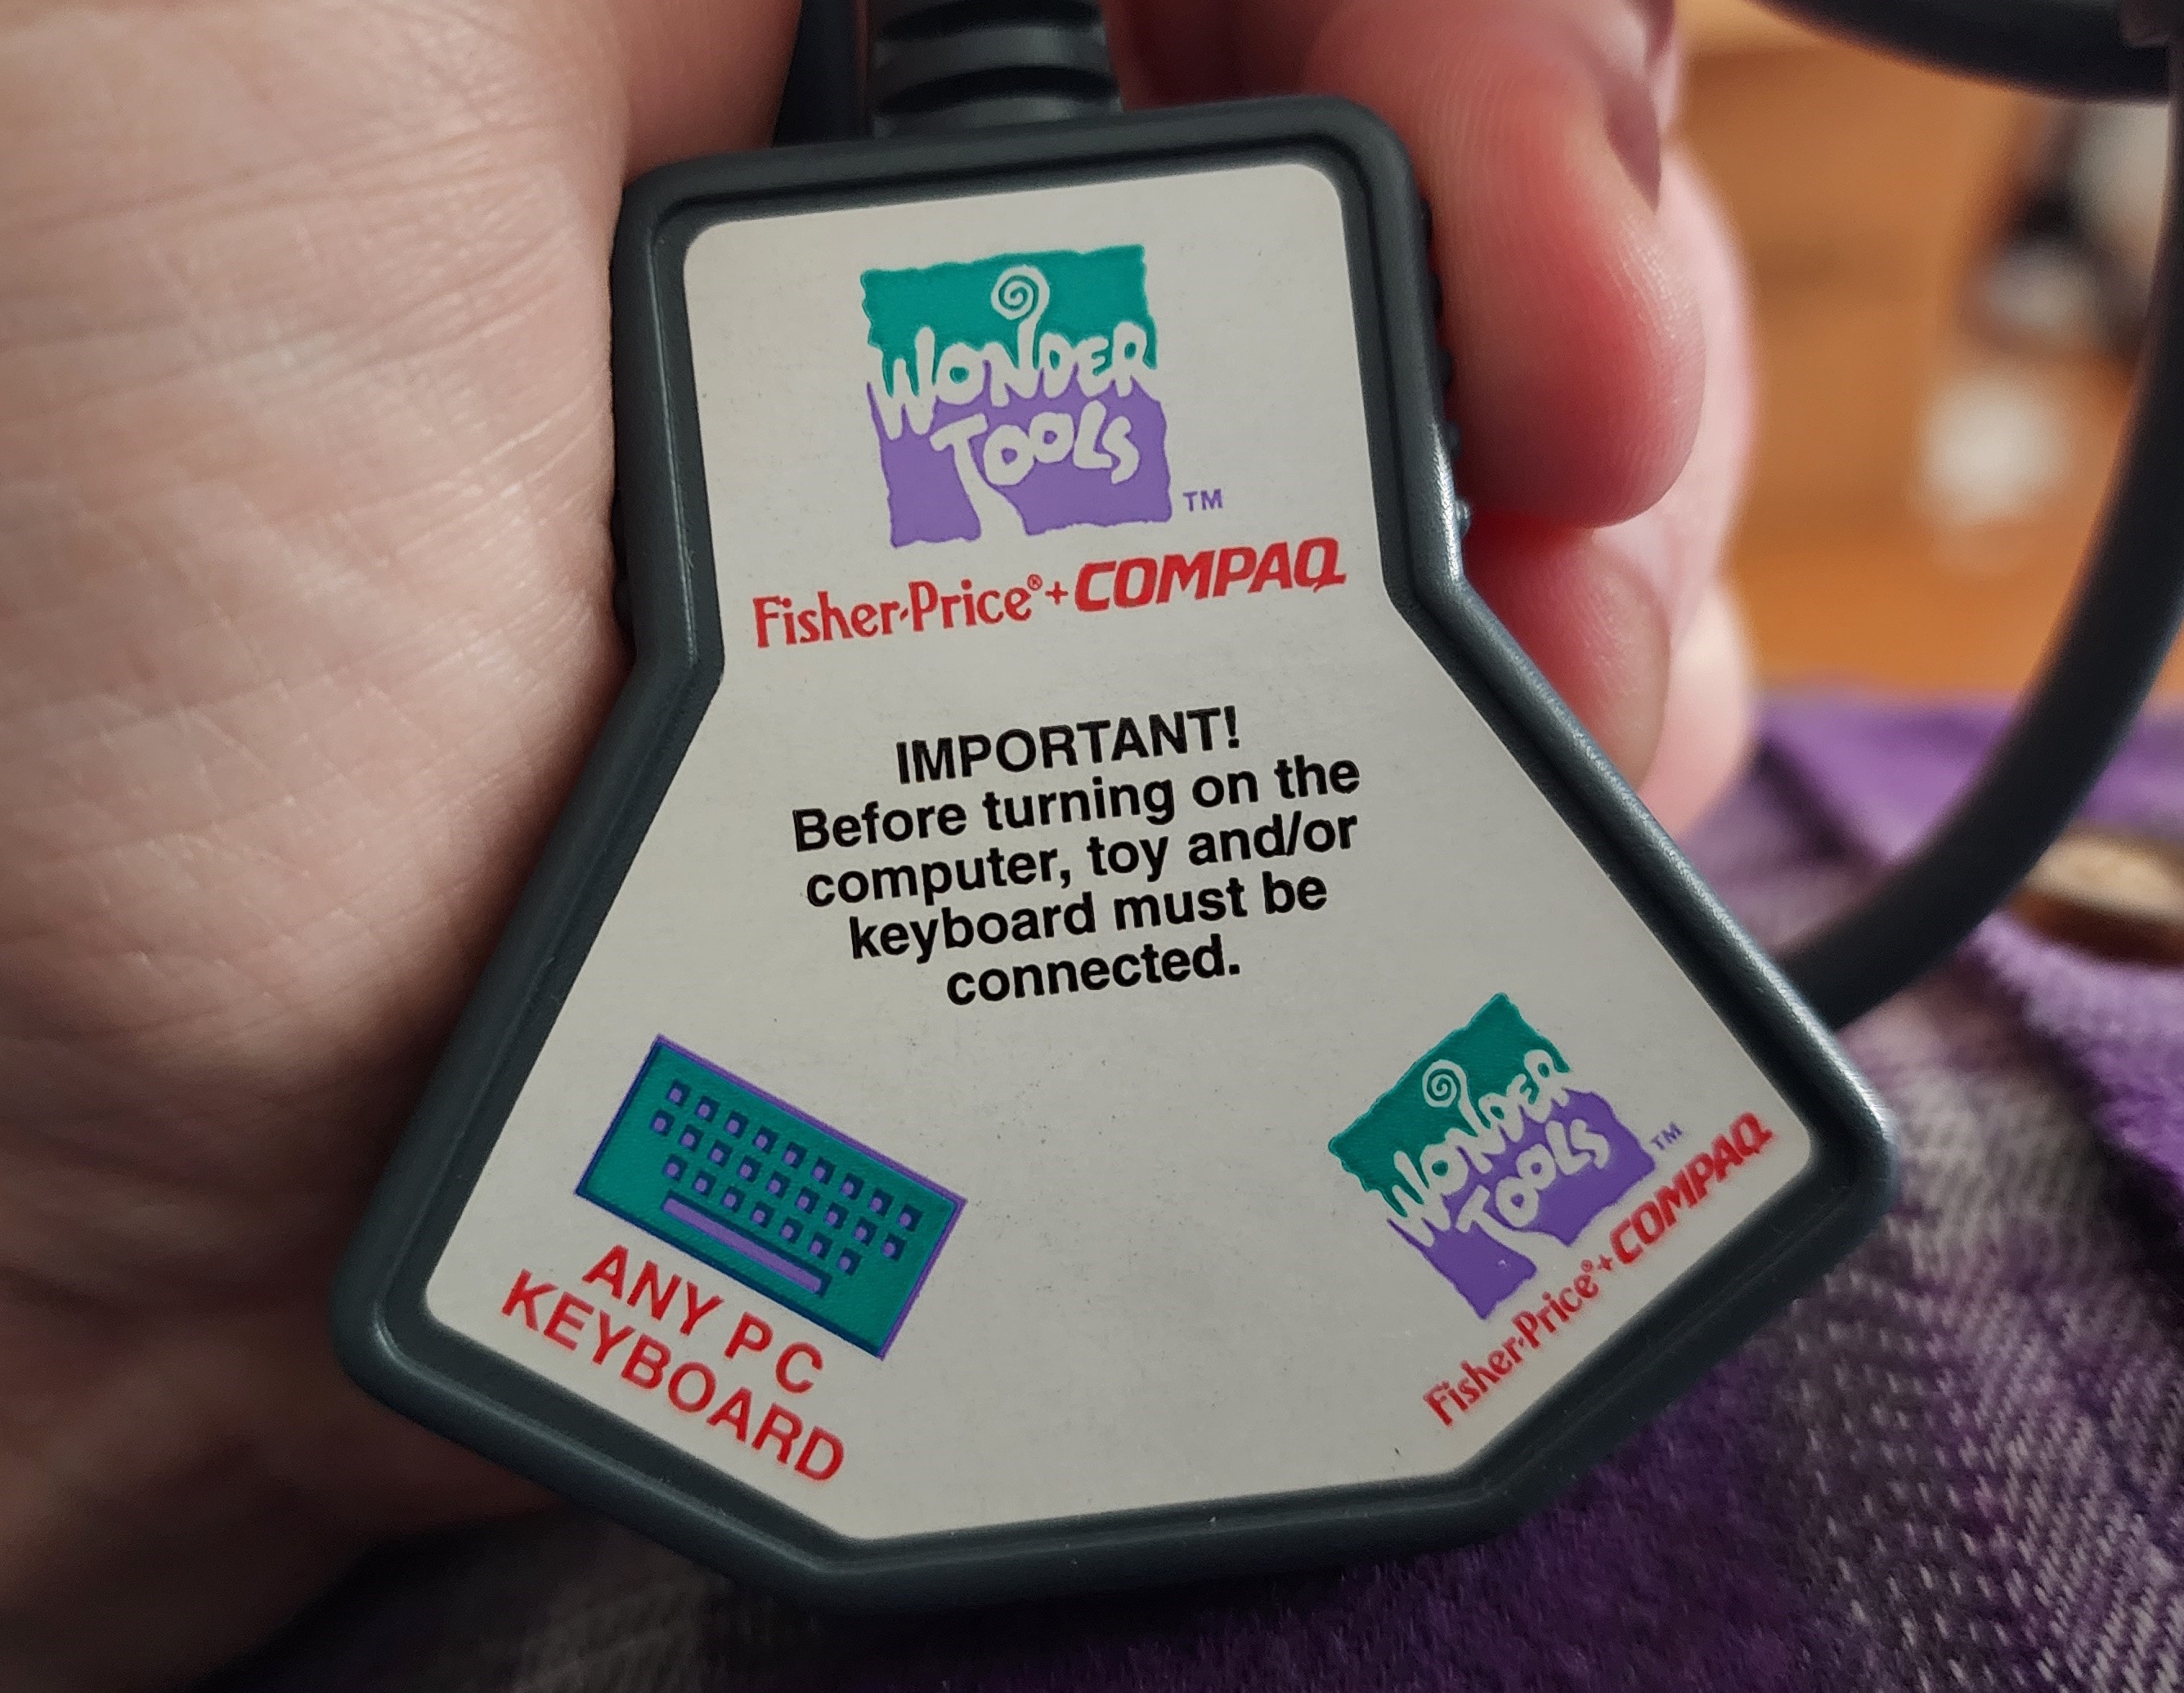 WONDER
TOOLS
TM
Fisher-Price®+COMPAQ
IMPORTANT!
Before turning on the
computer, toy and/or
keyboard must be
connected.
ANY PC
KEYBOARD
WONDER
TOOLS
TM
Fisher-Price®+COMPAQ